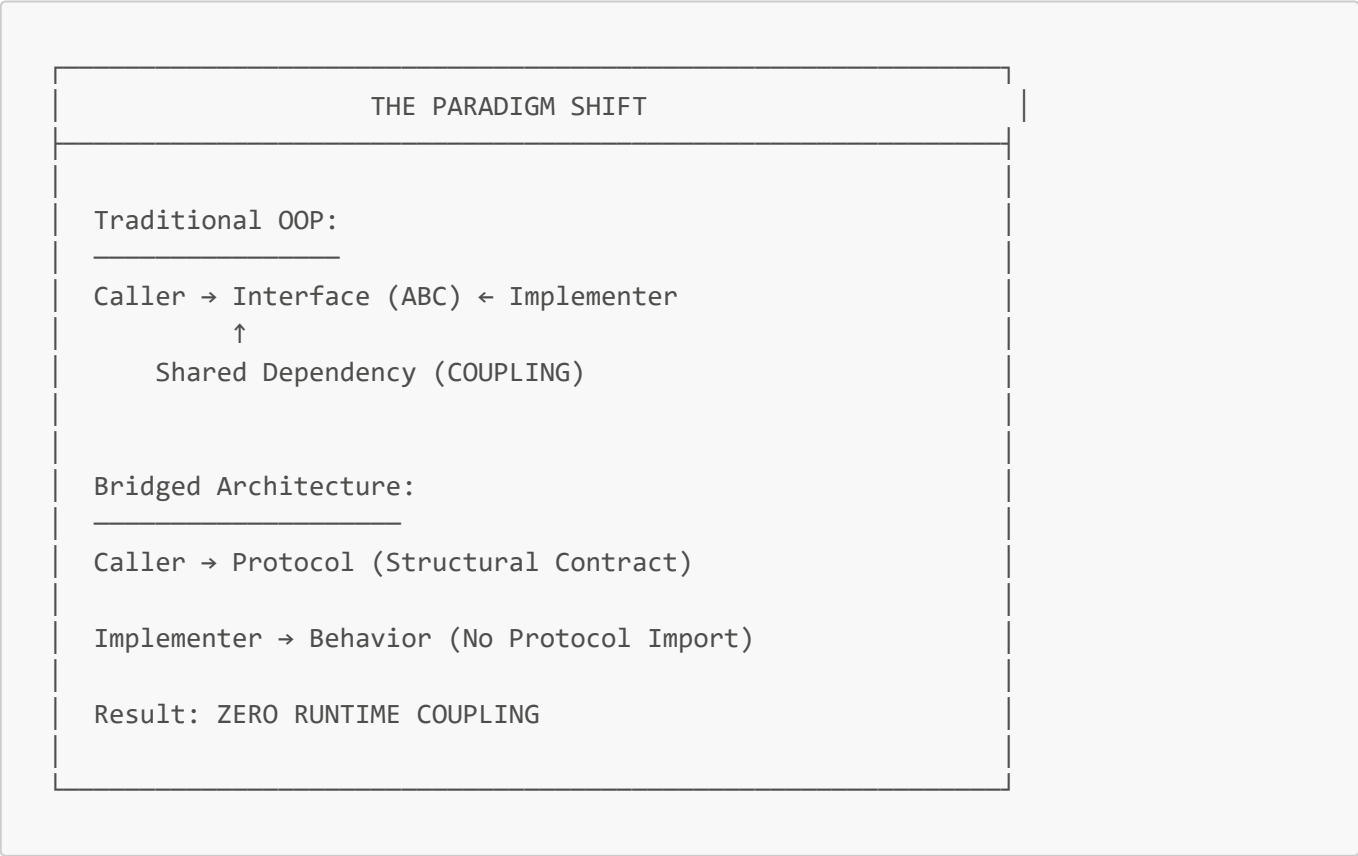 THE PARADIGM SHIFT
Traditional OOP:
Caller → Interface (ABC) ← Implementer
↑
Shared Dependency (COUPLING)
Bridged Architecture:
Caller → Protocol (Structural Contract)
Implementer → Behavior (No Protocol Import)
Result: ZERO RUNTIME COUPLING